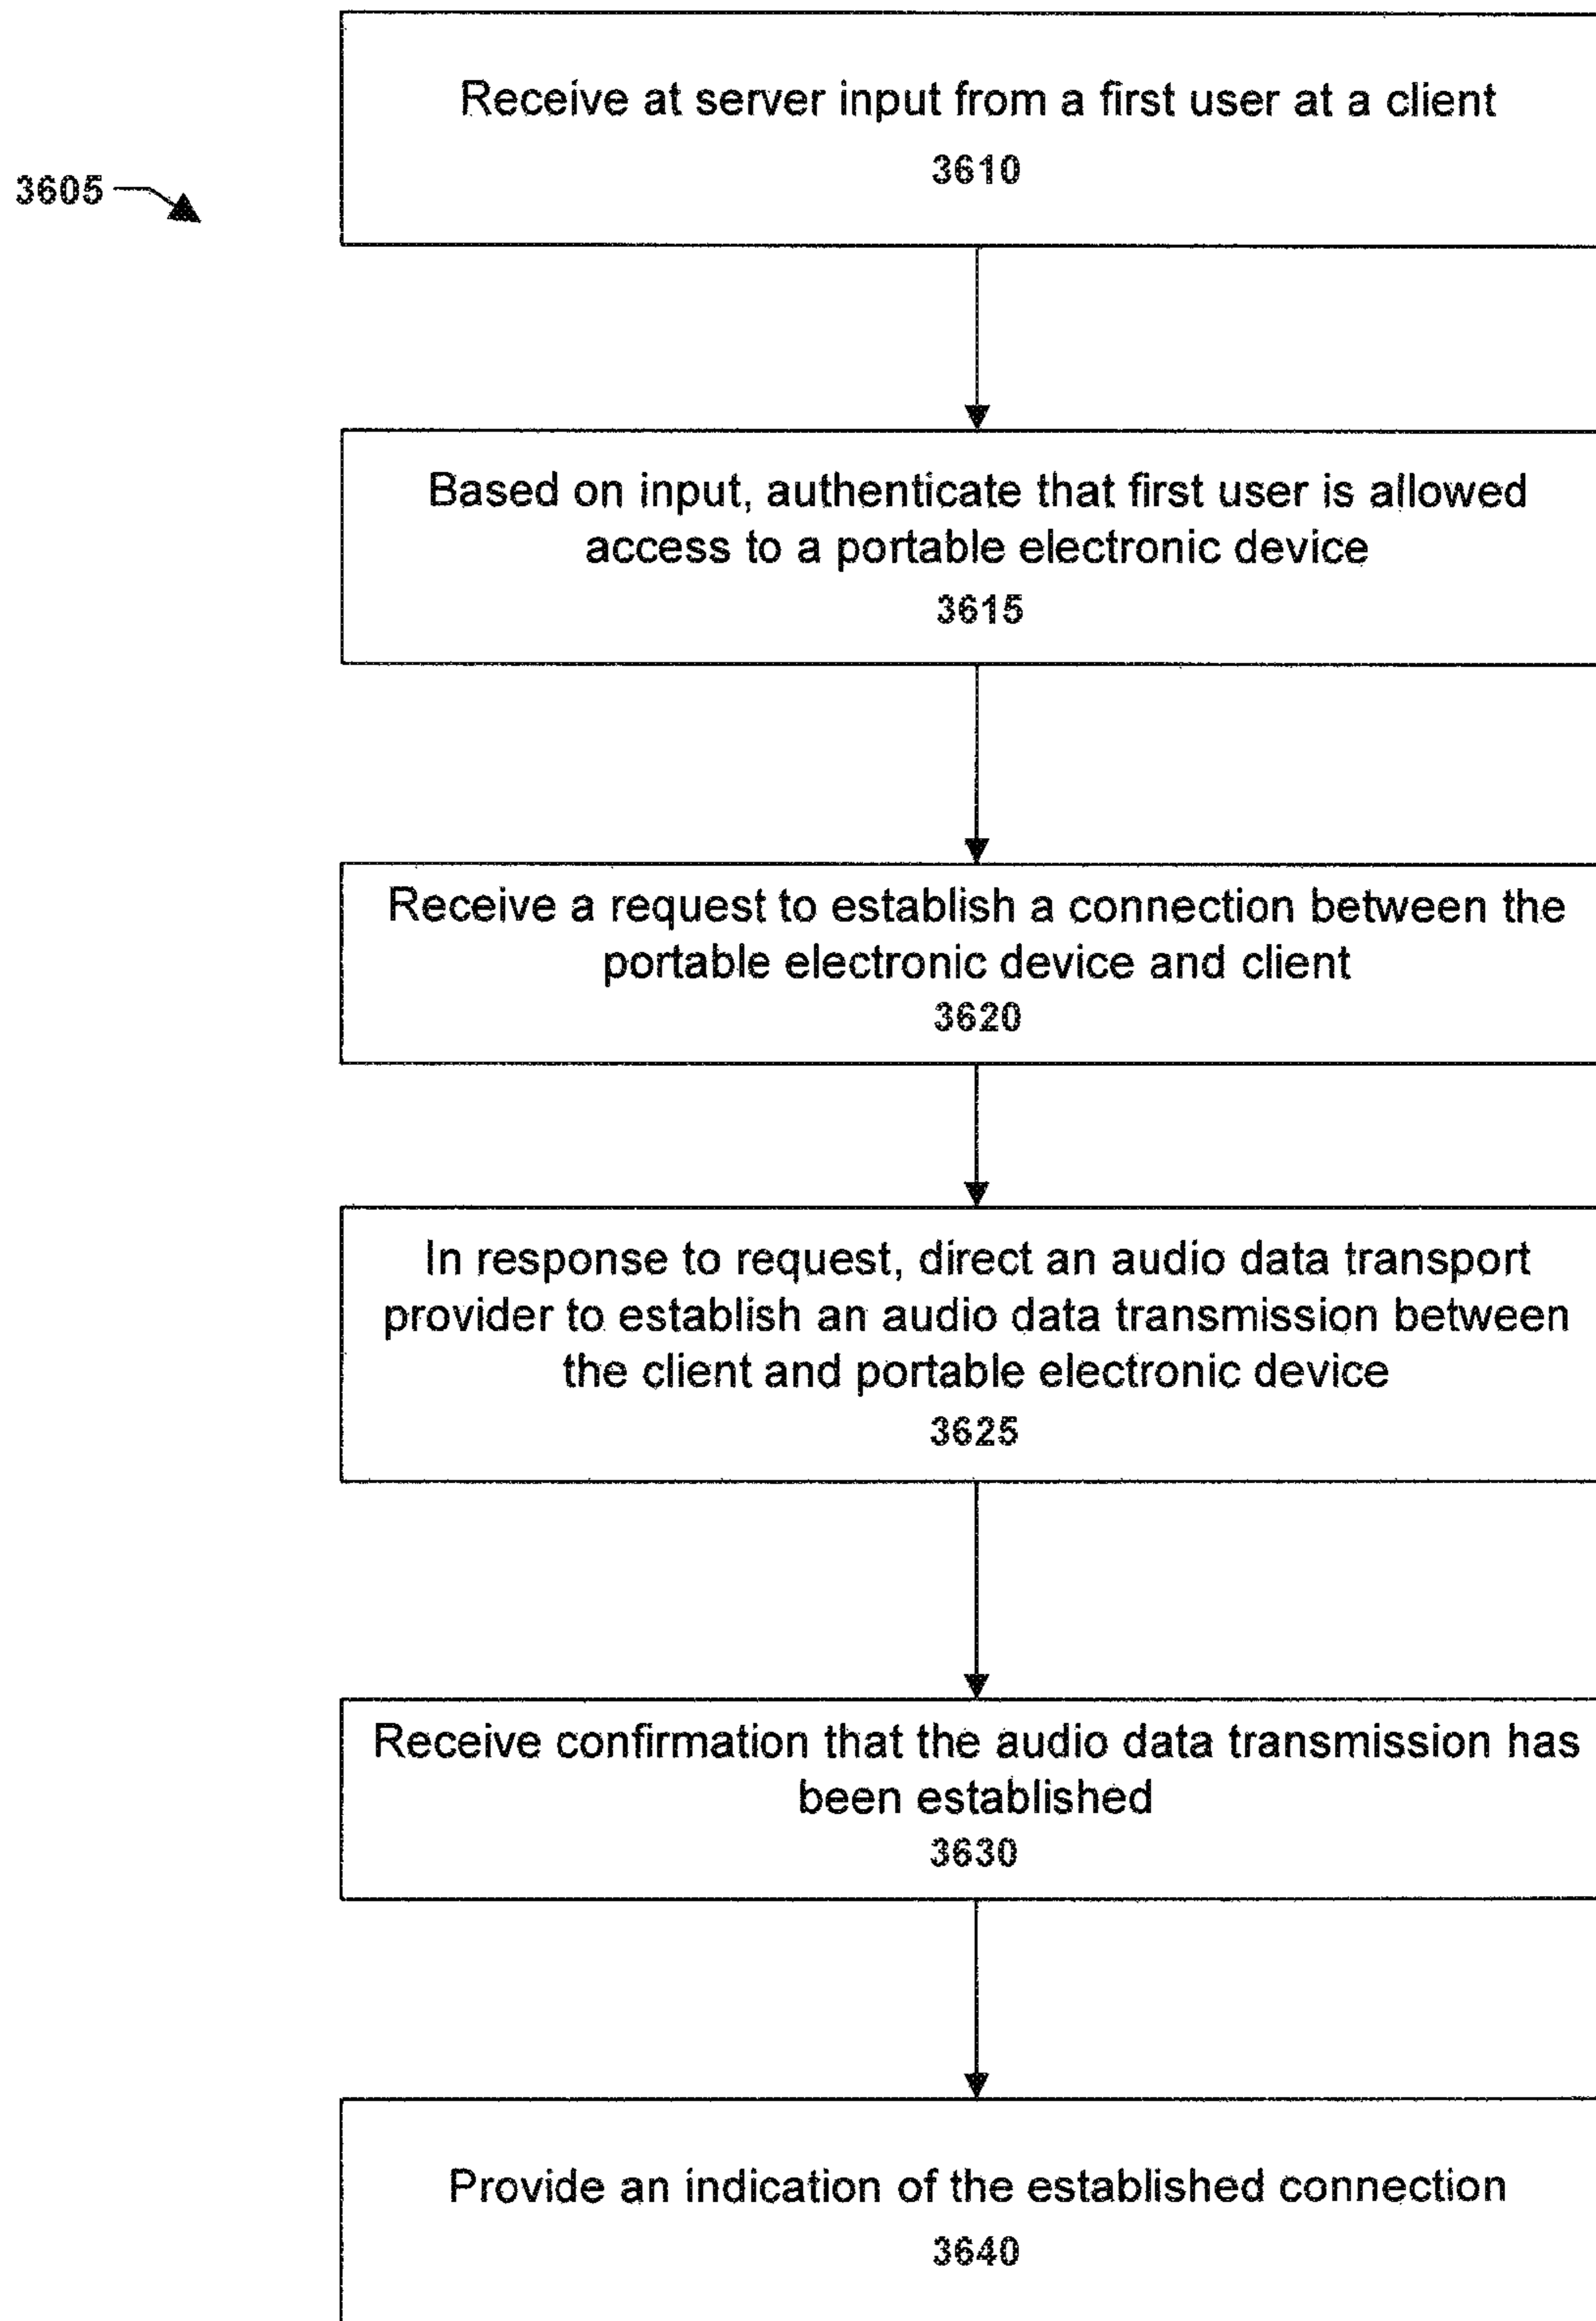 Receive at server input from a first user at a client
3610
3605
Based on input, authenticate that first user is allowed
access to a portable electronic device
3615
Receive a request to establish a connection between the
portable electronic device and client
3620
In response to request, direct an audio data transport
provider to establish an audio data transmission between
the client and portable electronic device
3625
Receive confirmation that the audio data transmission has
been established
3630
Provide an indication of the established connection
3640